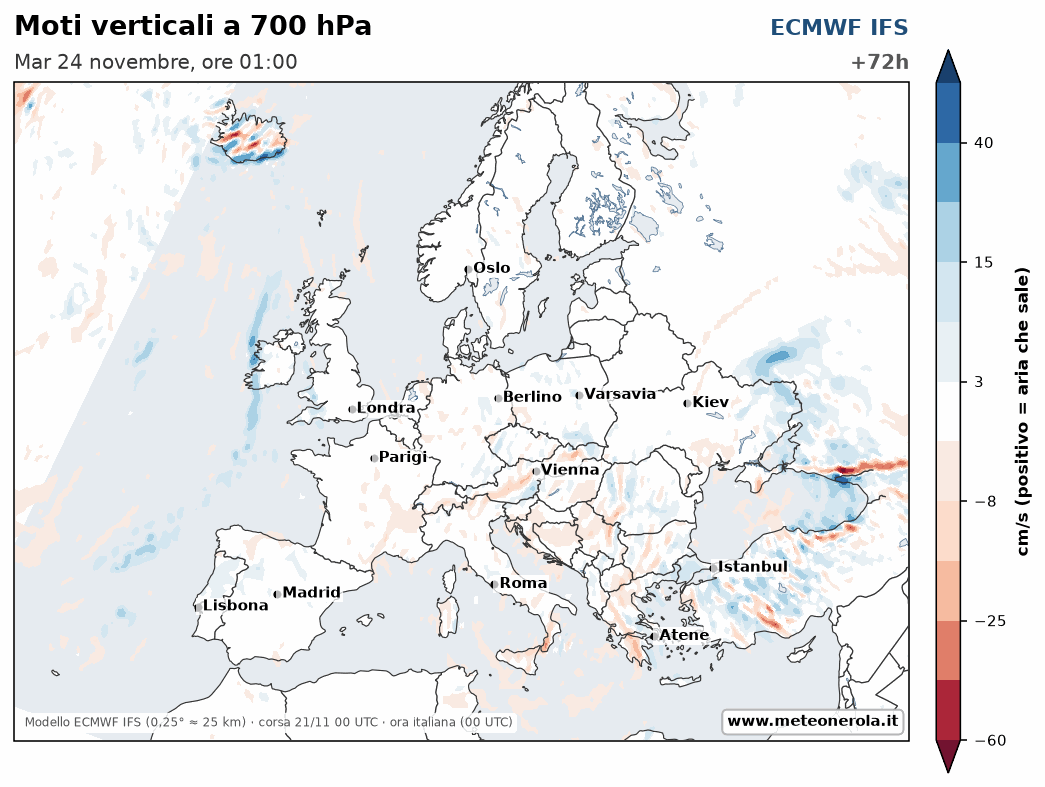 Moti verticali a 700 hPa
ECMWF IFS
Mar 24 novembre, ore 01:00
+72h
40
15
3
−8
−25
−60
cm/s (positivo = aria che sale)
Oslo
Berlino
Varsavia
Kiev
Londra
Parigi
Vienna
Istanbul
Roma
Madrid
Lisbona
Atene
Modello ECMWF IFS (0,25° ≈ 25 km) · corsa 21/11 00 UTC · ora italiana (00 UTC)
www.meteonerola.it